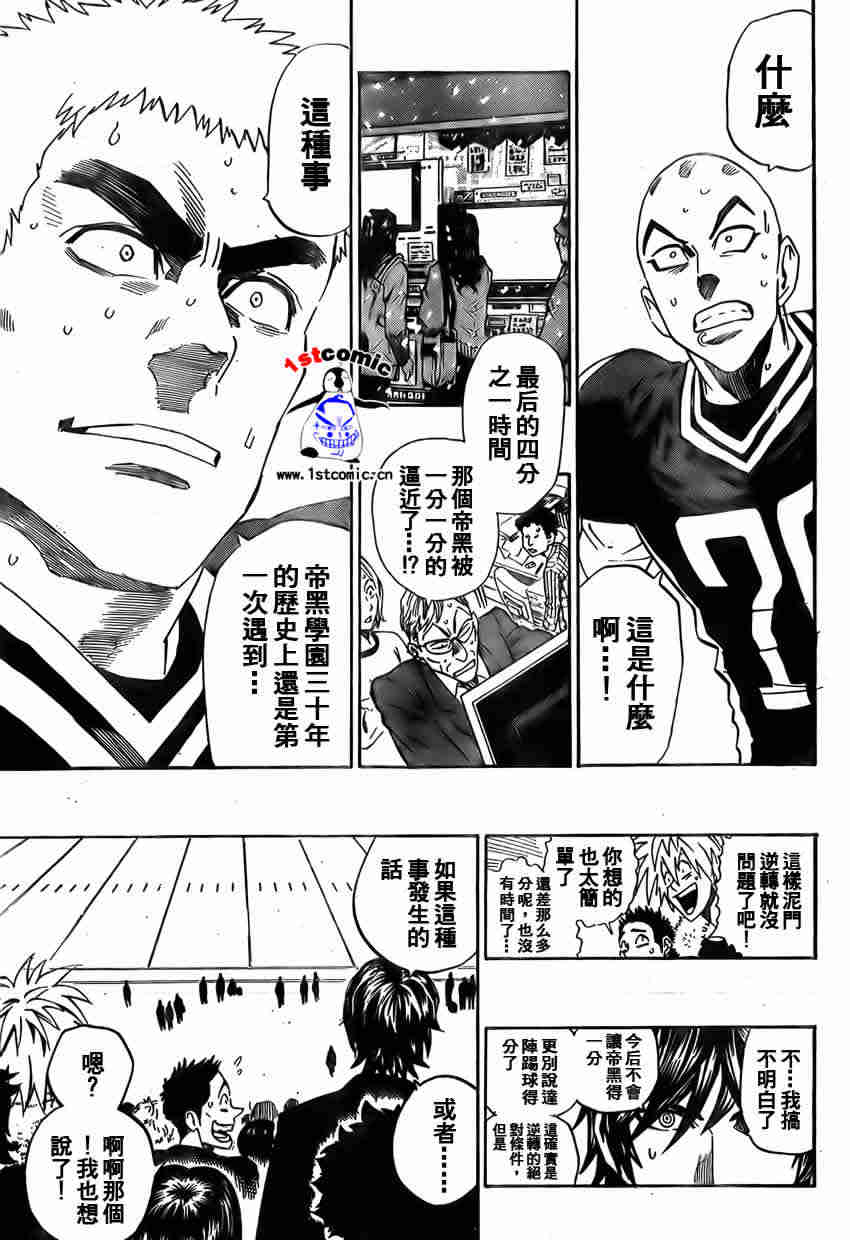 什麼
這是什麼
啊…!
最后的四分
之一時間
那個帝黑被
一分一分的
逼近了…!?
這種事
1stcomic
www.1stcomic.cn
帝黑學園三十年
的歷史上還是第
一次遇到…
這樣泥門
逆轉就沒
問題了吧!
你想的
也太簡
單了
還差那么多
分呢,也沒
有時間了…
不…我搞
不明白了
今后不會
讓帝黑得
一分
更別說達
陣踢球得
分了
這確實是
逆轉的絕
對條件,
但是
如果這種
事發生的
話
或者……
嗯?
啊啊那個
!我也想
說了!